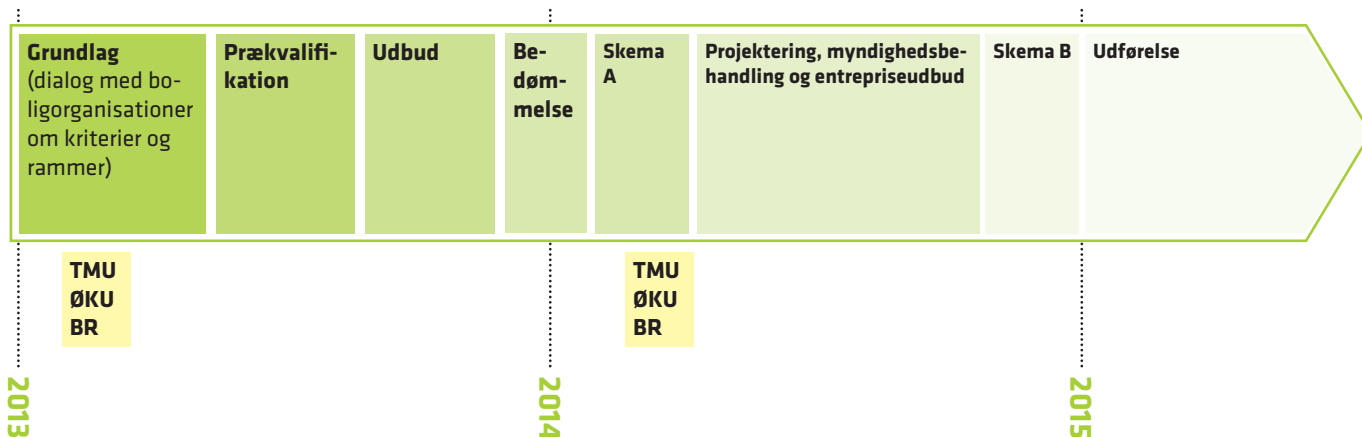 Grundlag
(dialog med bo-
ligorganisationer
om kriterier og
rammer)
Prækvalifi-
kation
Udbud
Be-
døm-
melse
Skema
A
Projektering, myndighedsbe-
handling og entrepriseudbud
Skema B
Udførelse
TMU
ØKU
BR
TMU
ØKU
BR
2013
2014
2015